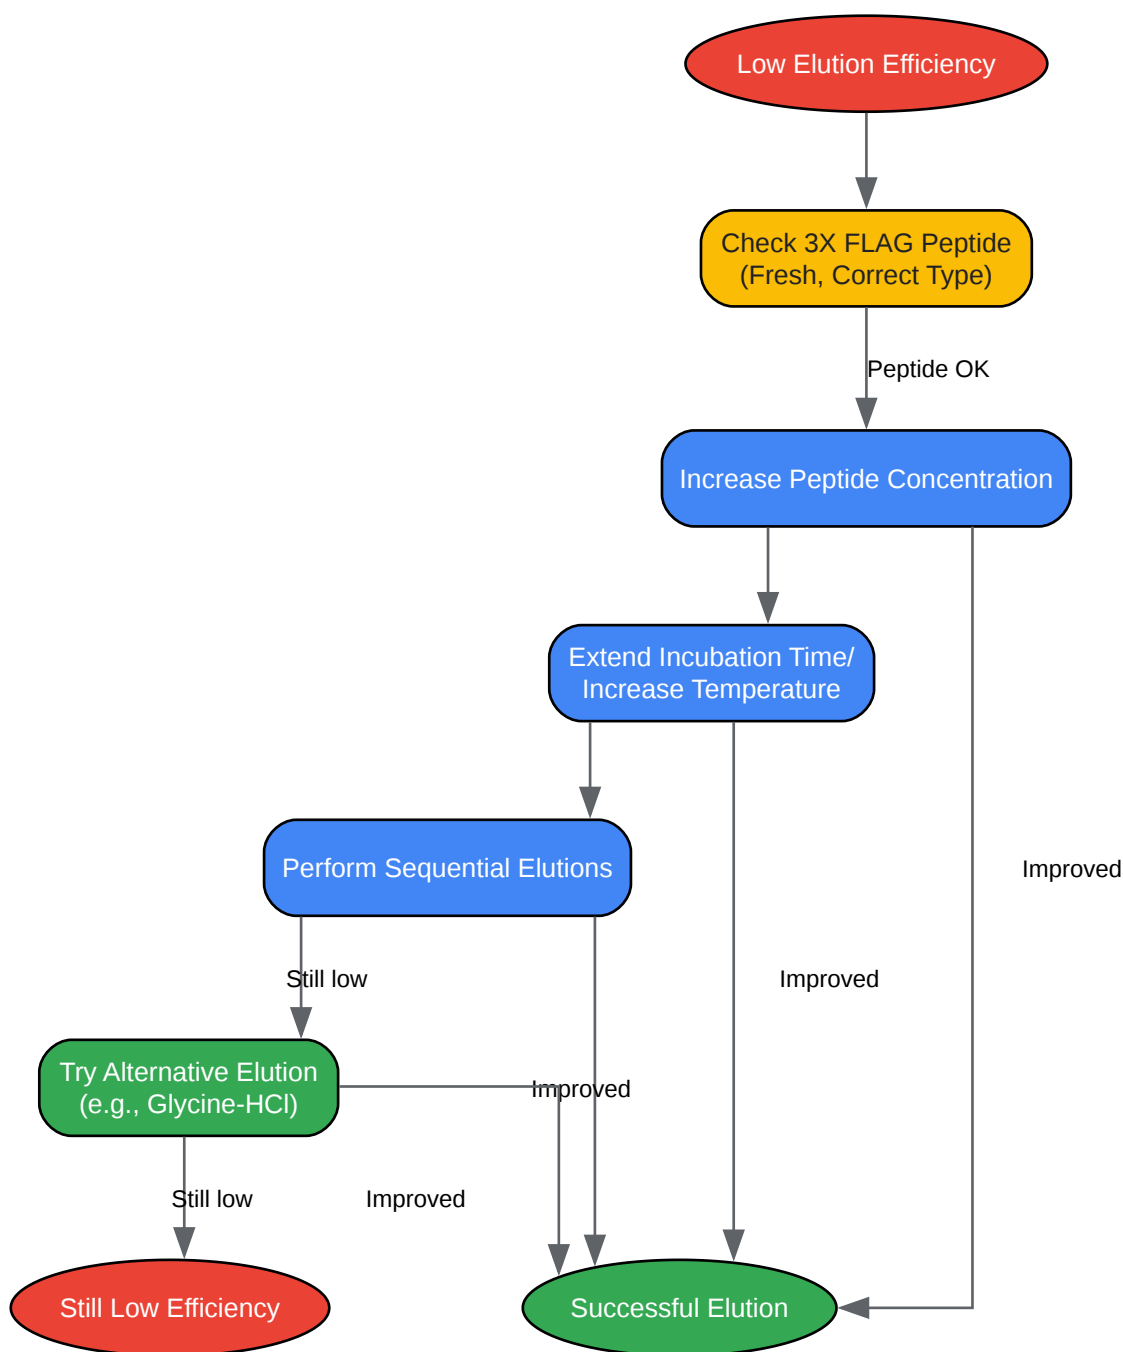 Low Elution Efficiency
Check 3X FLAG Peptide
(Fresh, Correct Type)
Peptide OK
Increase Peptide Concentration
Extend Incubation Time/
Increase Temperature
Perform Sequential Elutions
Improved
Still low
Improved
Try Alternative Elution
(e.g., Glycine-HCl)
Improved
Still low
Improved
Still Low Efficiency
Successful Elution